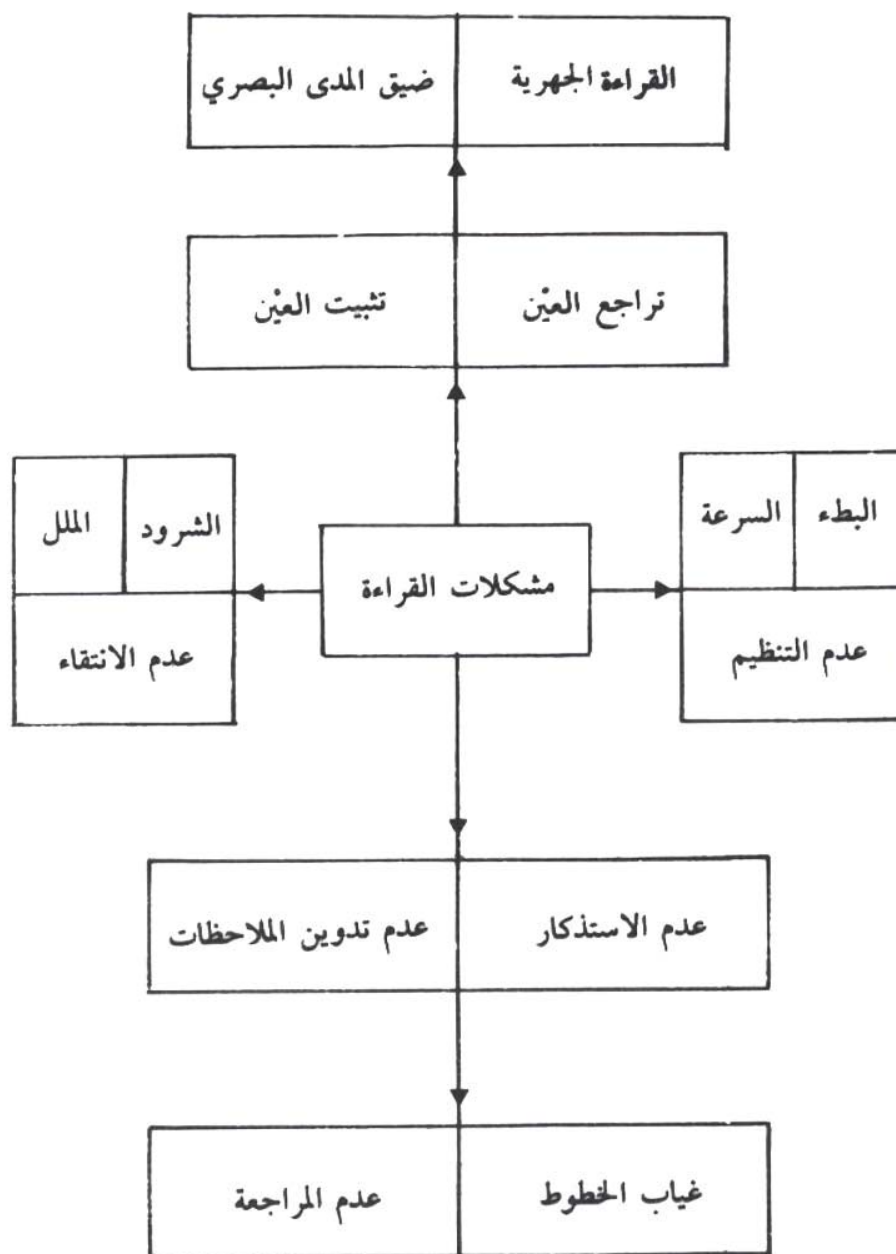 القراءة الجهرية
ضيق المدى البصري
تراجع العيْن
تثبيت العيْن
البطء
السرعة
عدم التنظيم
مشكلات القراءة
الشرود
الملل
عدم الانتقاء
عدم الاستذكار
عدم تدوين الملاحظات
غياب الخطوط
عدم المراجعة